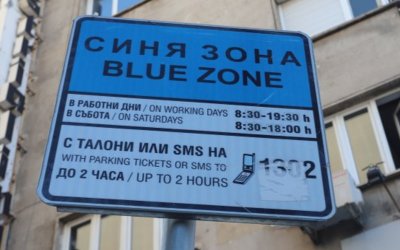 СИНЯ ЗОНА
BLUE ZONE
В РАБОТНИ ДНИ / ON WORKING DAYS 8:30-19:30 h
В СЪБОТА / ON SATURDAYS 8:30-18:00 h
С ТАЛОНИ ИЛИ SMS НА
WITH PARKING TICKETS OR SMS TO 1302
ДО 2 ЧАСА / UP TO 2 HOURS